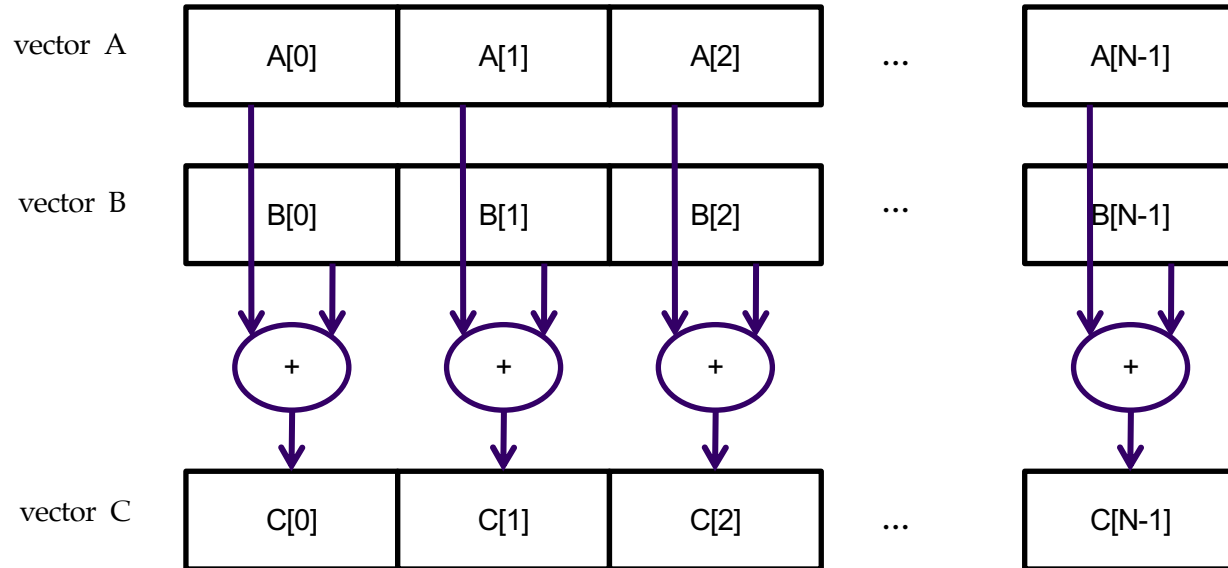 vector A A[0] A[1] A[2] ... A[N-1]
vector B B[0] B[1] B[2] ... B[N-1]
+ + + +
vector C C[0] C[1] C[2] ... C[N-1]